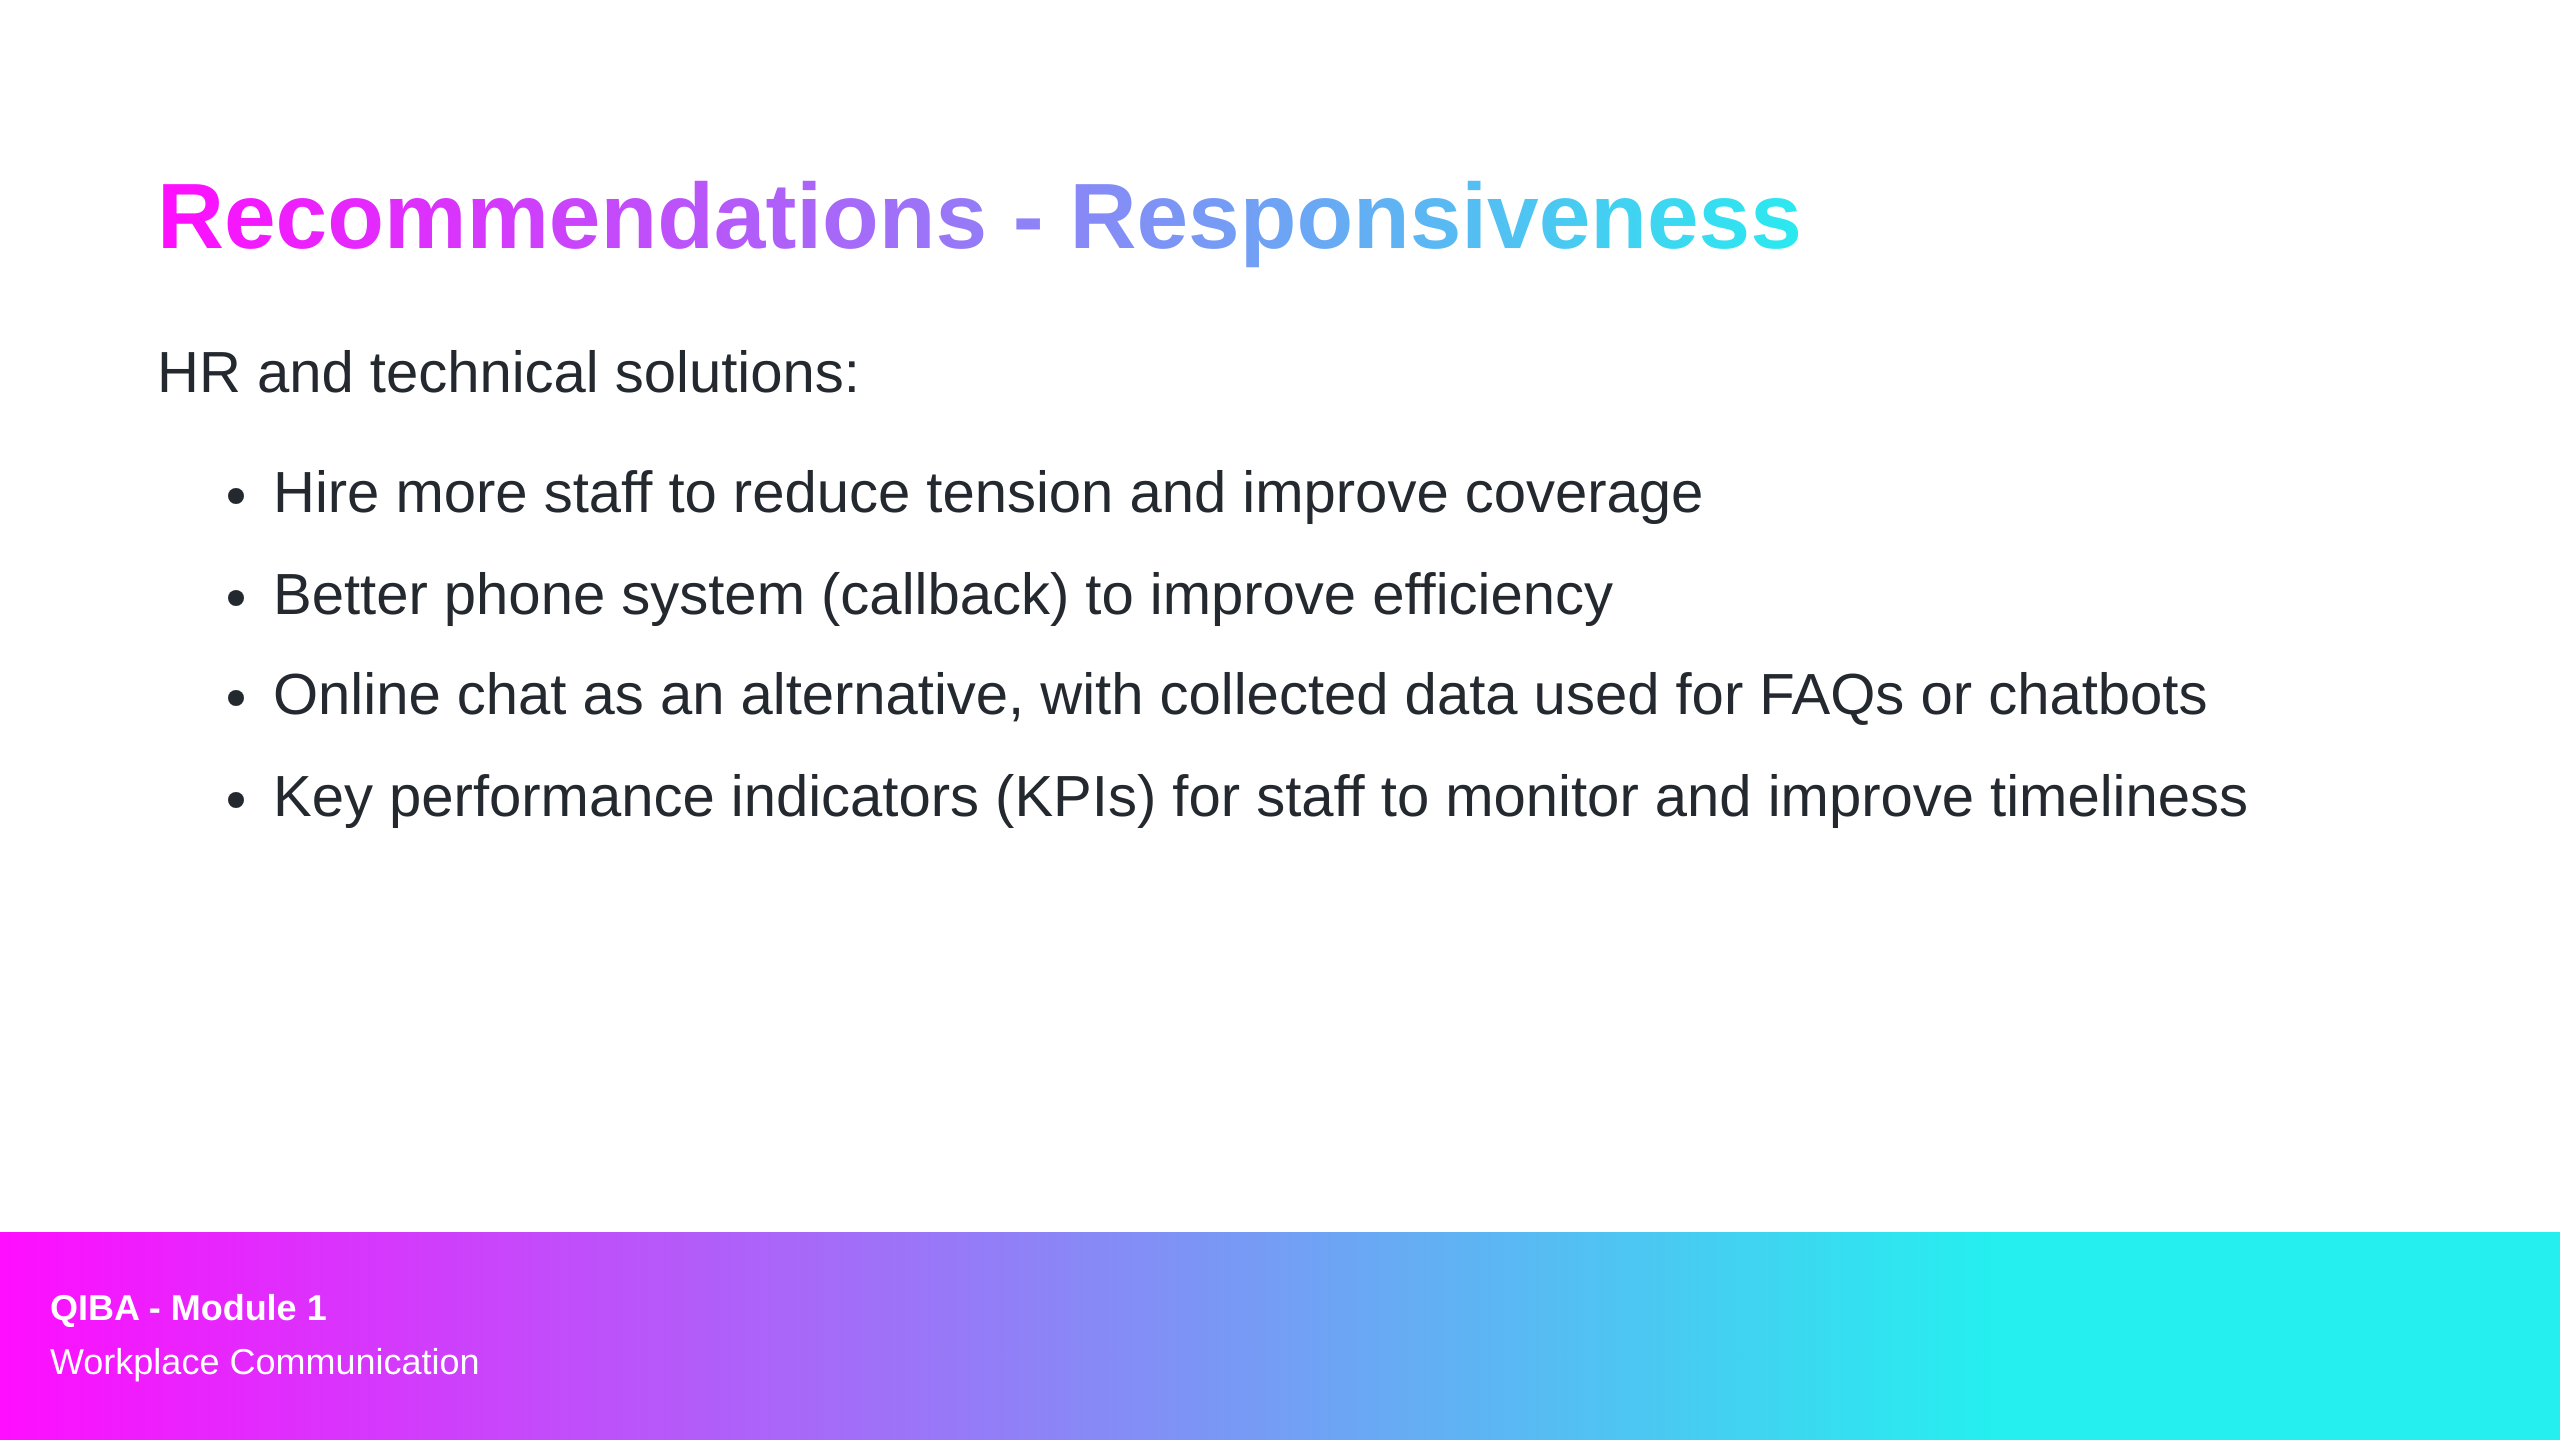 Recommendations - Responsiveness
HR and technical solutions:
• Hire more staff to reduce tension and improve coverage
• Better phone system (callback) to improve efficiency
• Online chat as an alternative, with collected data used for FAQs or chatbots
• Key performance indicators (KPIs) for staff to monitor and improve timeliness
QIBA - Module 1
Workplace Communication